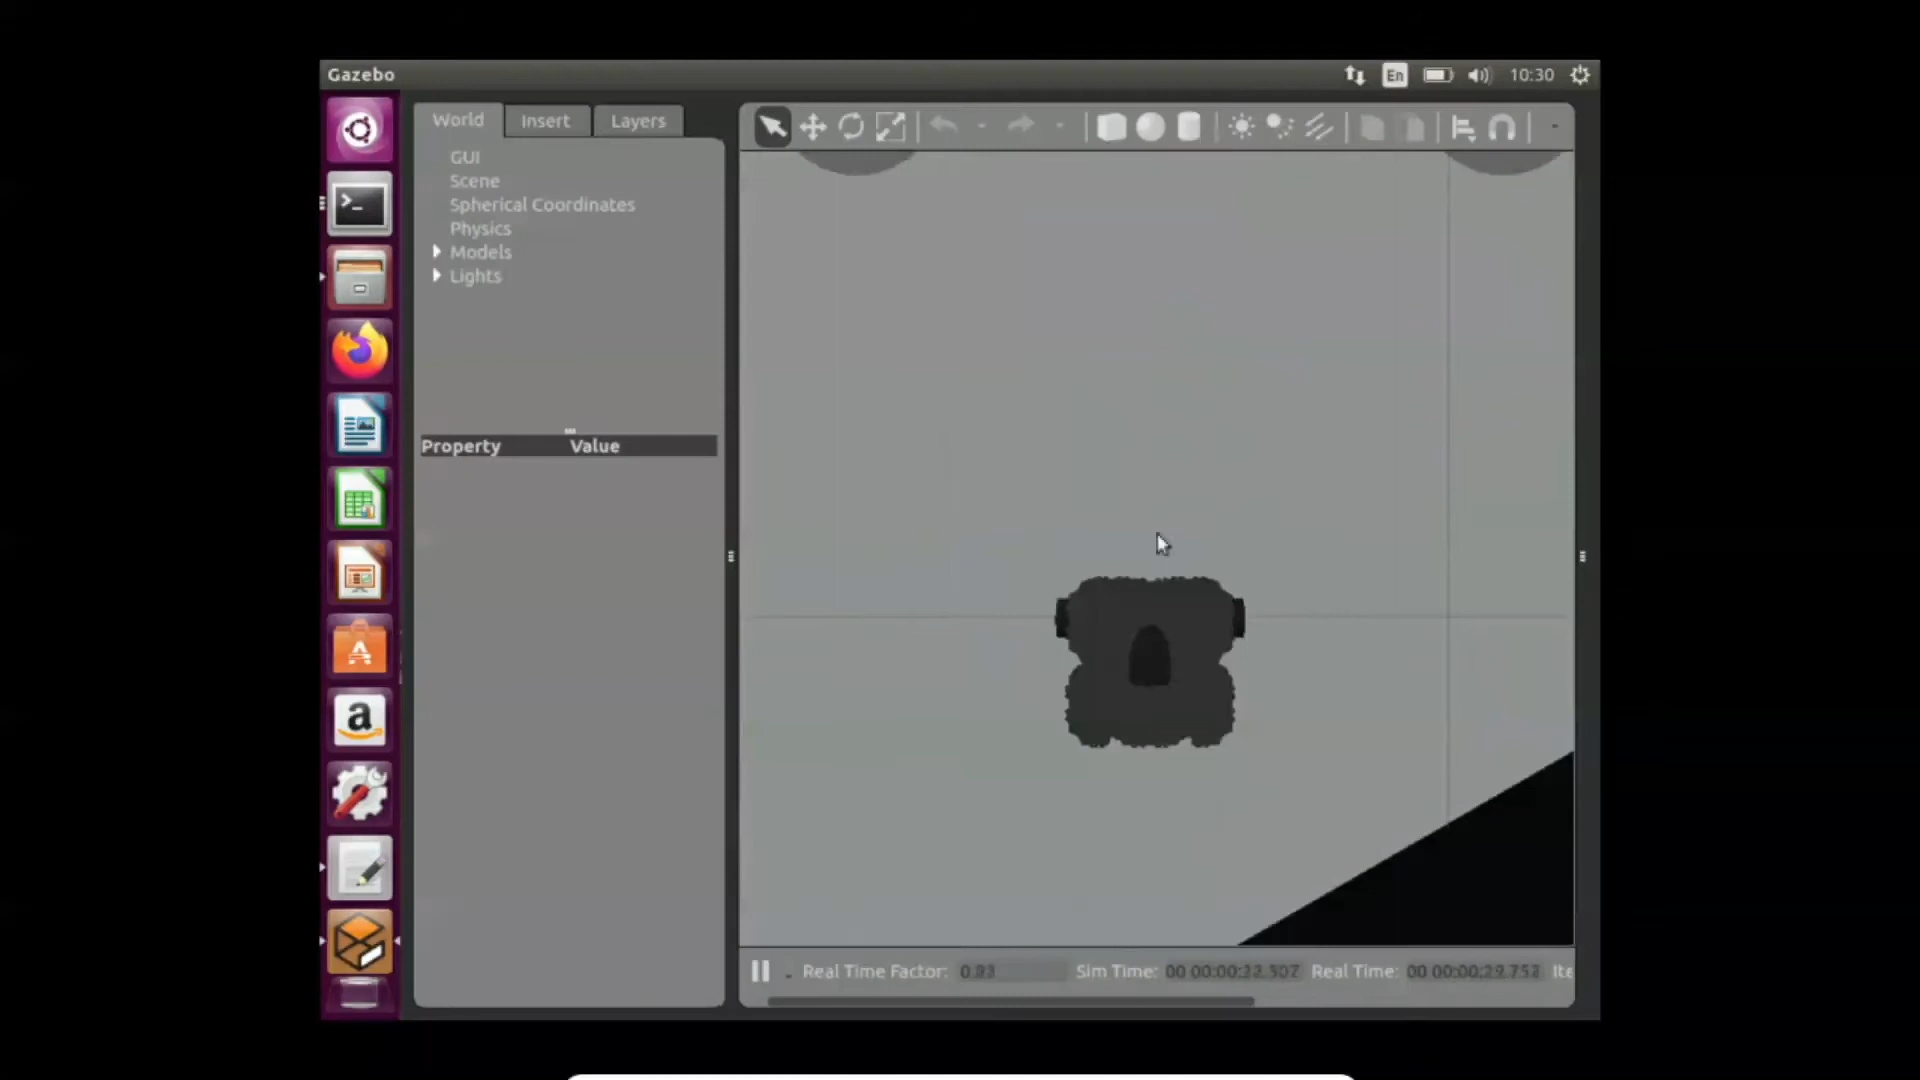 Gazebo
En
10:30
World Insert Layers
GUI
Scene
Spherical Coordinates
Physics
Models
Lights
Property Value
Real Time Factor: Sim Time: Real Time: Ite